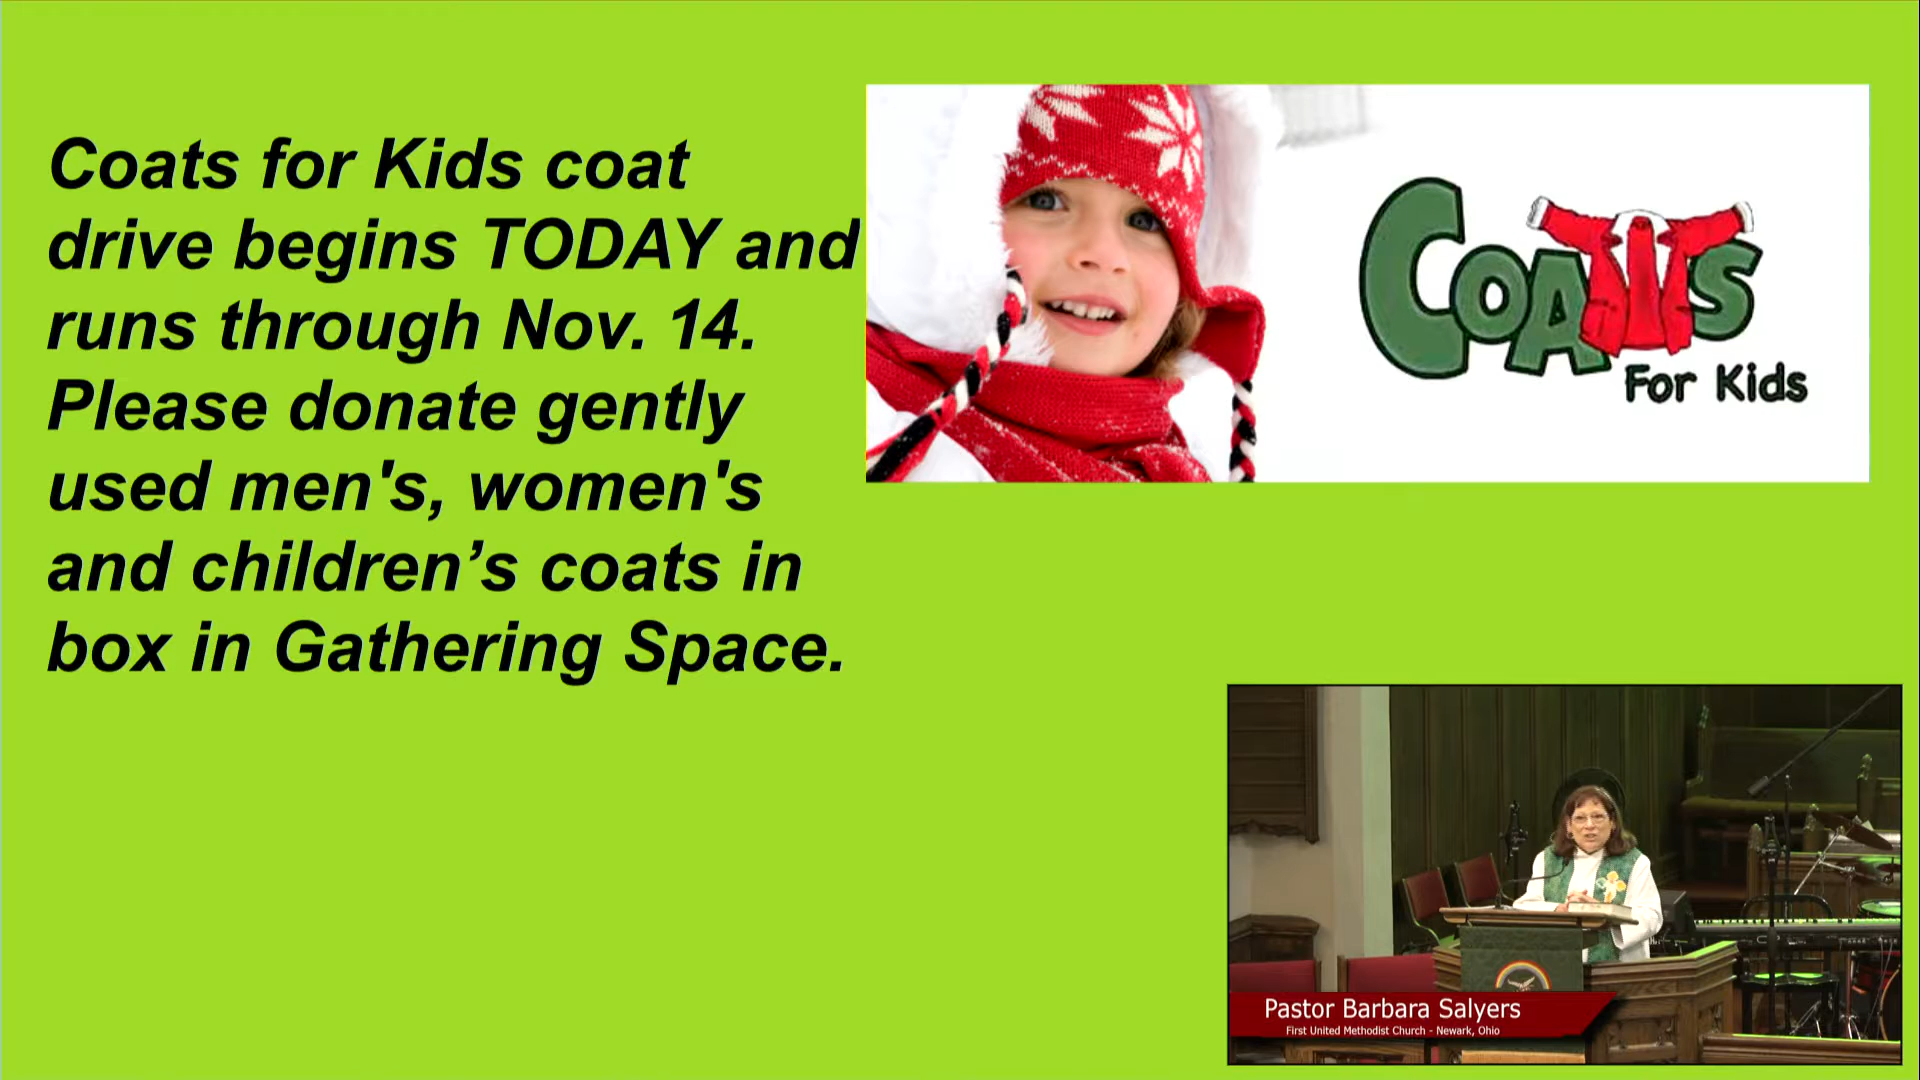 Coats for Kids coat
drive begins TODAY and
runs through Nov. 14.
Please donate gently
used men's, women's
and children’s coats in
box in Gathering Space.
COATS
For Kids
Pastor Barbara Salyers
First United Methodist Church - Newark, Ohio